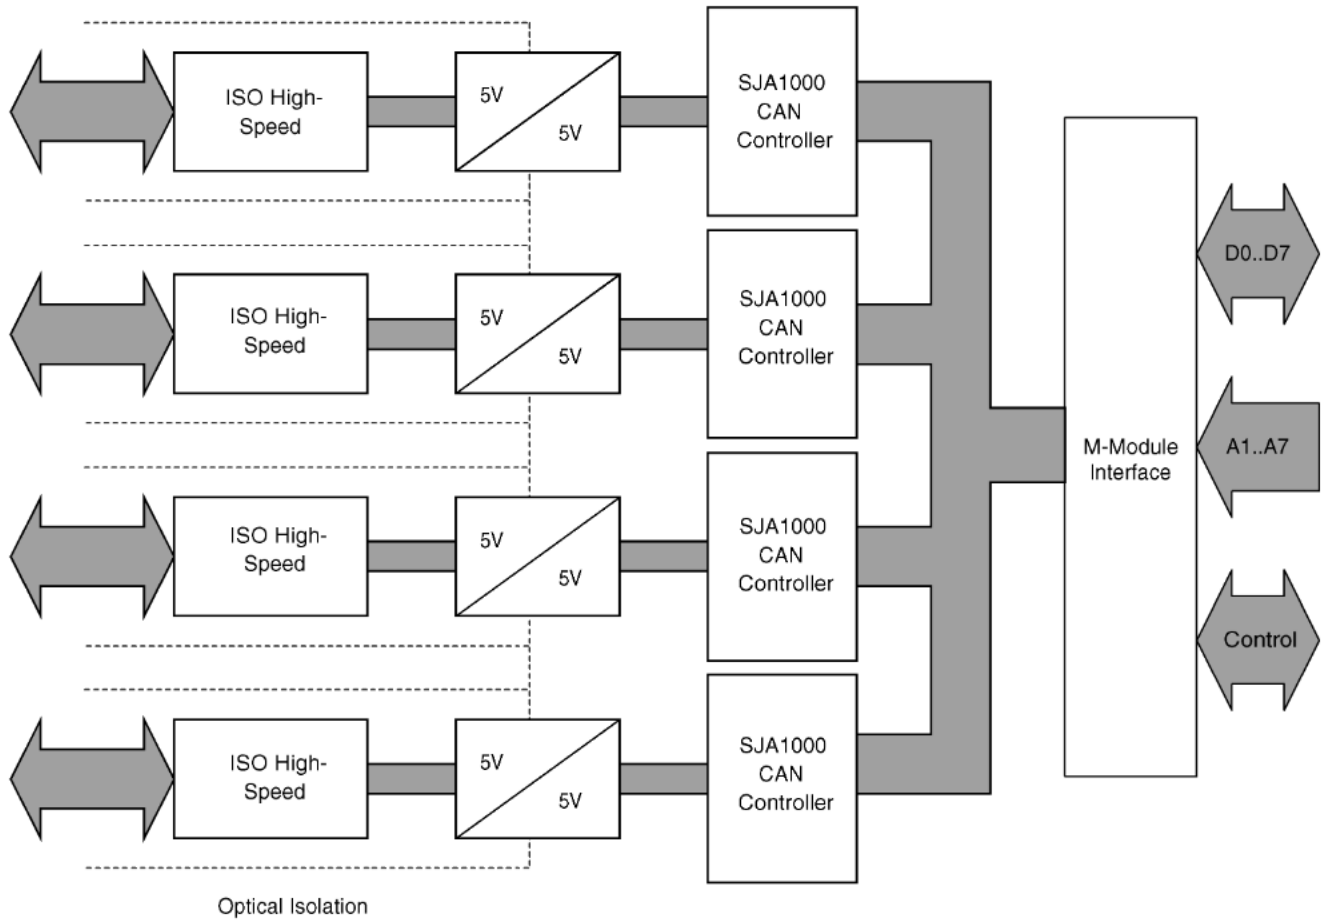 ISO High-
Speed
5V
5V
SJA1000
CAN
Controller
ISO High-
Speed
5V
5V
SJA1000
CAN
Controller
ISO High-
Speed
5V
5V
SJA1000
CAN
Controller
ISO High-
Speed
5V
5V
SJA1000
CAN
Controller
M-Module
Interface
D0..D7
A1..A7
Control
Optical Isolation